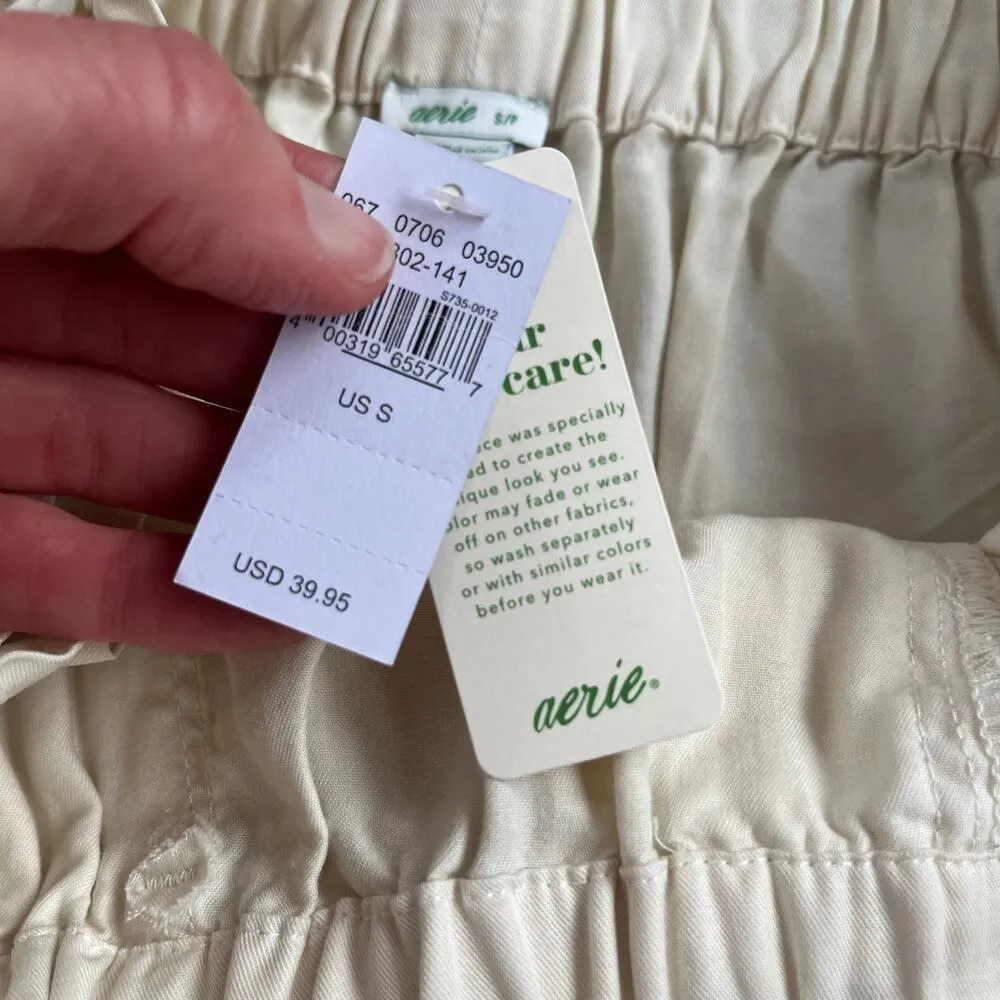 aerie S/P
067 0706 03950
302-141
S735-0012
4 00319 65577 7
US S
USD 39.95
care!
was specially
to create the
look you see.
may fade or wear
off on other fabrics,
so wash separately
or with similar colors
before you wear it.
aerie®